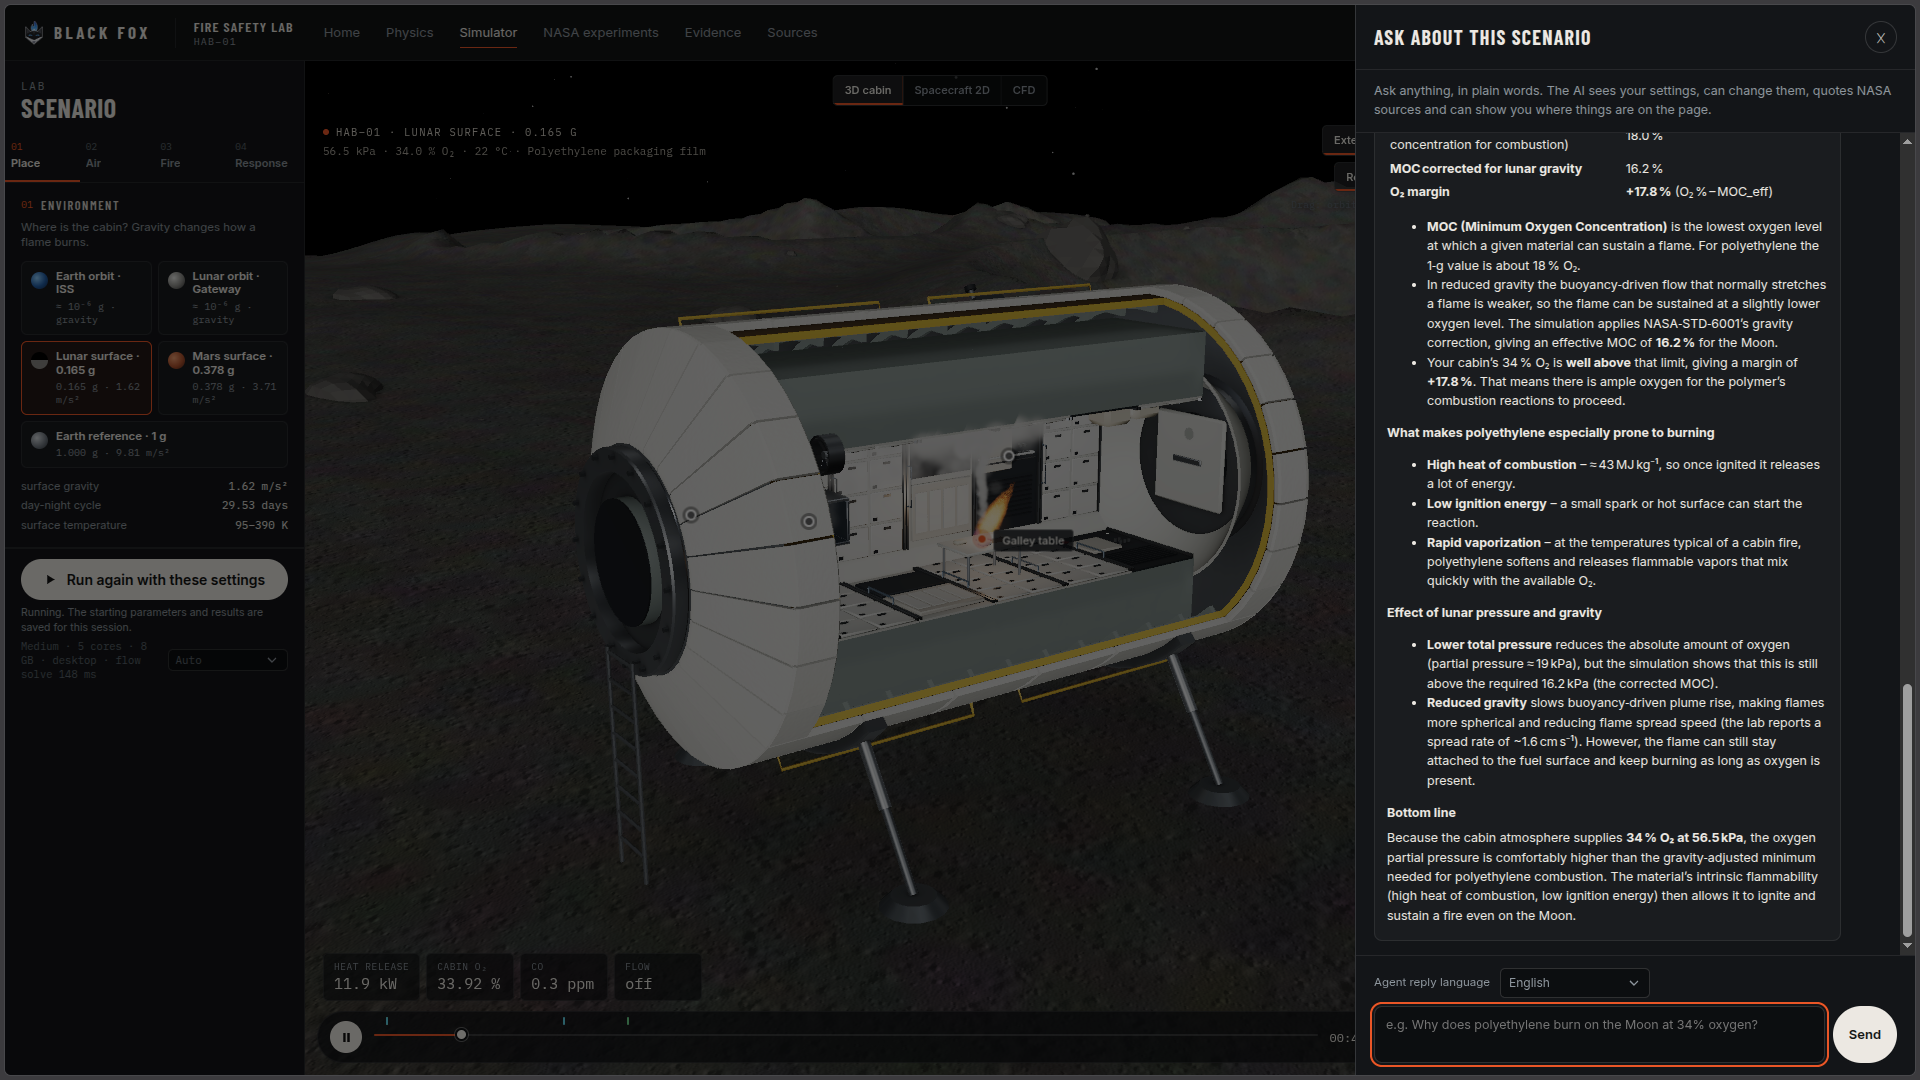 BLACK FOX
FIRE SAFETY LAB
HAB-01
Home
Physics
Simulator
NASA experiments
Evidence
Sources
LAB
SCENARIO
01
Place
02
Air
03
Fire
04
Response
01 ENVIRONMENT
Where is the cabin? Gravity changes how a
flame burns.
Earth orbit ·
ISS
≈ 10⁻⁶ g ·
gravity
Lunar orbit ·
Gateway
≈ 10⁻⁶ g ·
gravity
Lunar surface ·
0.165 g
0.165 g · 1.62
m/s²
Mars surface ·
0.378 g
0.378 g · 3.71
m/s²
Earth reference · 1 g
1.000 g · 9.81 m/s²
surface gravity 1.62 m/s²
day-night cycle 29.53 days
surface temperature 95–390 K
Run again with these settings
Running. The starting parameters and results are
saved for this session.
Medium · 5 cores · 8
GB · desktop · flow
solve 148 ms
Auto
3D cabin
Spacecraft 2D
CFD
HAB-01 · LUNAR SURFACE · 0.165 G
56.5 kPa · 34.0 % O₂ · 22 °C · Polyethylene packaging film
Exte
R
Galley table
HEAT RELEASE
11.9 kW
CABIN O₂
33.92 %
CO
0.3 ppm
FLOW
off
00:4
ASK ABOUT THIS SCENARIO
X
Ask anything, in plain words. The AI sees your settings, can change them, quotes NASA
sources and can show you where things are on the page.
concentration for combustion) 18.0 %
MOC corrected for lunar gravity 16.2 %
O₂ margin +17.8 % (O₂ % – MOC_eff)
• MOC (Minimum Oxygen Concentration) is the lowest oxygen level
at which a given material can sustain a flame. For polyethylene the
1-g value is about 18 % O₂.
• In reduced gravity the buoyancy-driven flow that normally stretches
a flame is weaker, so the flame can be sustained at a slightly lower
oxygen level. The simulation applies NASA-STD-6001's gravity
correction, giving an effective MOC of 16.2 % for the Moon.
• Your cabin's 34 % O₂ is well above that limit, giving a margin of
+17.8 %. That means there is ample oxygen for the polymer's
combustion reactions to proceed.
What makes polyethylene especially prone to burning
• High heat of combustion – ≈ 43 MJ kg⁻¹, so once ignited it releases
a lot of energy.
• Low ignition energy – a small spark or hot surface can start the
reaction.
• Rapid vaporization – at the temperatures typical of a cabin fire,
polyethylene softens and releases flammable vapors that mix
quickly with the available O₂.
Effect of lunar pressure and gravity
• Lower total pressure reduces the absolute amount of oxygen
(partial pressure ≈ 19 kPa), but the simulation shows that this is still
above the required 16.2 kPa (the corrected MOC).
• Reduced gravity slows buoyancy-driven plume rise, making flames
more spherical and reducing flame spread speed (the lab reports a
spread rate of ~1.6 cm s⁻¹). However, the flame can still stay
attached to the fuel surface and keep burning as long as oxygen is
present.
Bottom line
Because the cabin atmosphere supplies 34 % O₂ at 56.5 kPa, the oxygen
partial pressure is comfortably higher than the gravity-adjusted minimum
needed for polyethylene combustion. The material's intrinsic flammability
(high heat of combustion, low ignition energy) then allows it to ignite and
sustain a fire even on the Moon.
Agent reply language
English
e.g. Why does polyethylene burn on the Moon at 34% oxygen?
Send